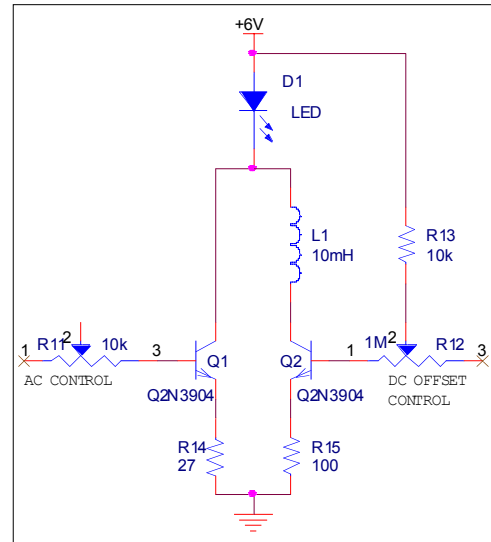 +6V
D1
LED
L1
10mH
R13
10k
1 R11 2 10k 3
AC CONTROL
Q1
Q2N3904
Q2
Q2N3904
1 1M 2 R12 3
DC OFFSET
CONTROL
R14
27
R15
100